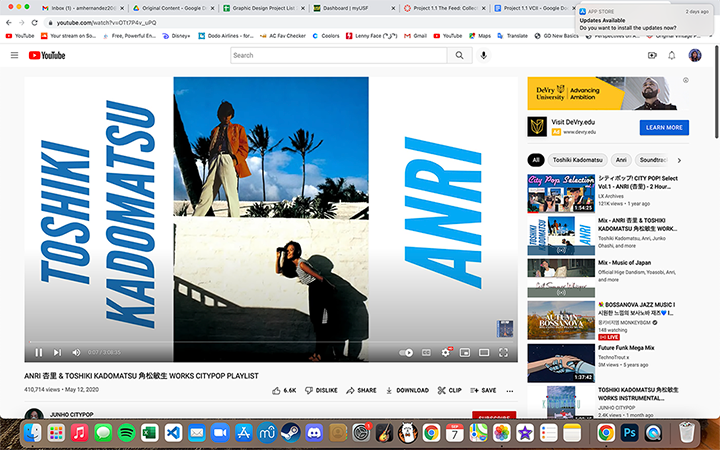 Inbox (1) - amhernandez200
Original Content - Google D
Graphic Design Project List
Dashboard | myUSF
Project 1.1 The Feed: Collec
Project 1.1 VCII - Google Do
APP STORE
2 days ago
Updates Available
Do you want to install the updates now?
youtube.com/watch?v=OTt7P4v_uPQ
YouTube
Your stream on So...
Free, Powerful En...
Disney+
Dodo Airlines - for...
AC Fav Checker
Coolors
Lenny Face ( ͡° ͜ʖ ͡°)
Gmail
YouTube
Maps
Translate
GD New Basics
YouTube
Search
TOSHIKI
KADOMATSU
ANRI
0:07 / 3:08:35
DeVry
University
Advancing
Ambition
Visit DeVry.edu
Ad
www.devry.edu
LEARN MORE
All
Toshiki Kadomatsu
Anri
Soundtrac
City Pop Selection
1:54:25
シティポップ! CITY POP! Select
Vol.1 - ANRI (杏里) - 2 Hour...
LX Archives
121K views • 1 year ago
TOSHIKI
KADOMATSU
ANRI
Mix - ANRI 杏里 & TOSHIKI
KADOMATSU 角松敏生 WORK...
Toshiki Kadomatsu, Anri, Junko
Ohashi, and more
Mix - Music of Japan
Official Hige Dandism, Yoasobi, Anri,
and more
AUTUMN
BOSSANOVA
BOSSANOVA JAZZ MUSIC l
시원한 느낌의 보사노바 재즈
몽키비지엠 MONKEYBGM
148 watching
LIVE
Future Funk Mega Mix
TechnoTrout x
3M views • 5 years ago
1:37:42
TOSHIKI KADOMATSU
角松敏生
WORKS INSTRUMENTAL
JUNHO CITYPOP
2.4K views • 1 month ago
ANRI 杏里 & TOSHIKI KADOMATSU 角松敏生 WORKS CITYPOP PLAYLIST
410,714 views • May 12, 2020
6.6K
DISLIKE
SHARE
DOWNLOAD
CLIP
SAVE
JUNHO CITYPOP
SUBSCRIBE
SEP
7
Ps